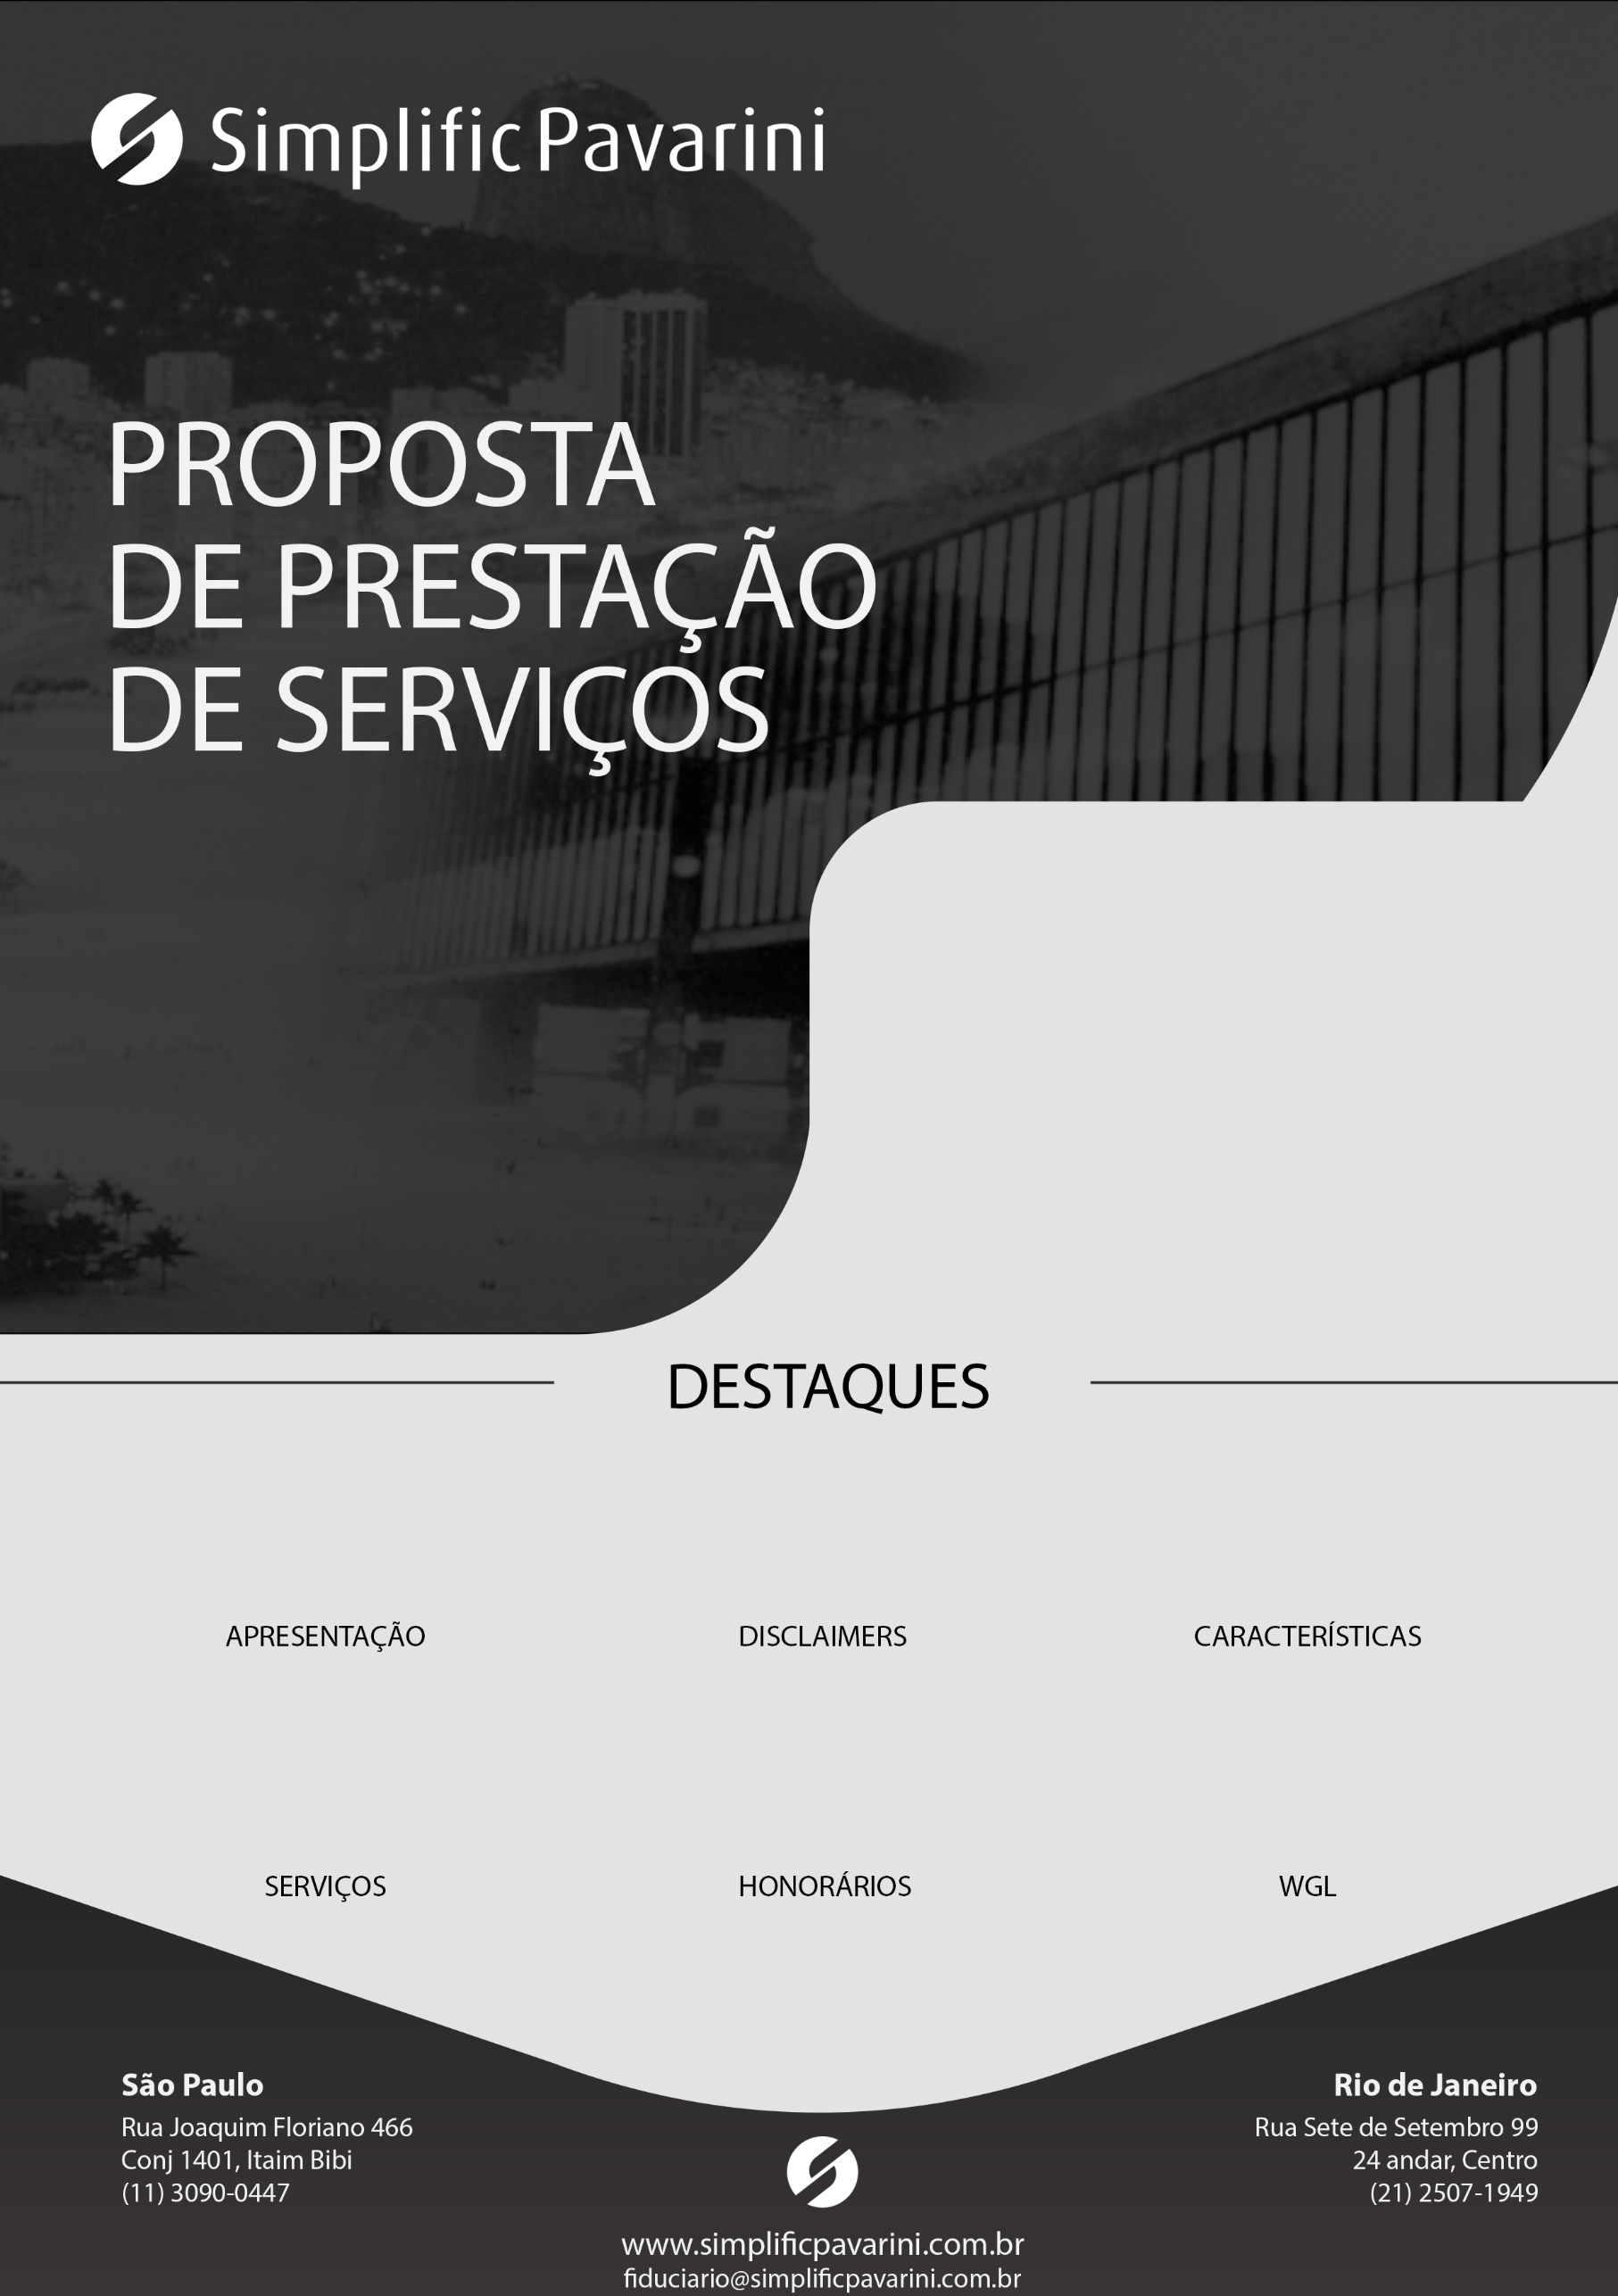 Simplific Pavarini
PROPOSTA
DE PRESTAÇÃO
DE SERVIÇOS
DESTAQUES
APRESENTAÇÃO
DISCLAIMERS
CARACTERÍSTICAS
SERVIÇOS
HONORÁRIOS
WGL
São Paulo
Rua Joaquim Floriano 466
Conj 1401, Itaim Bibi
(11) 3090-0447
Rio de Janeiro
Rua Sete de Setembro 99
24 andar, Centro
(21) 2507-1949
www.simplificpavarini.com.br
fiduciario@simplificpavarini.com.br